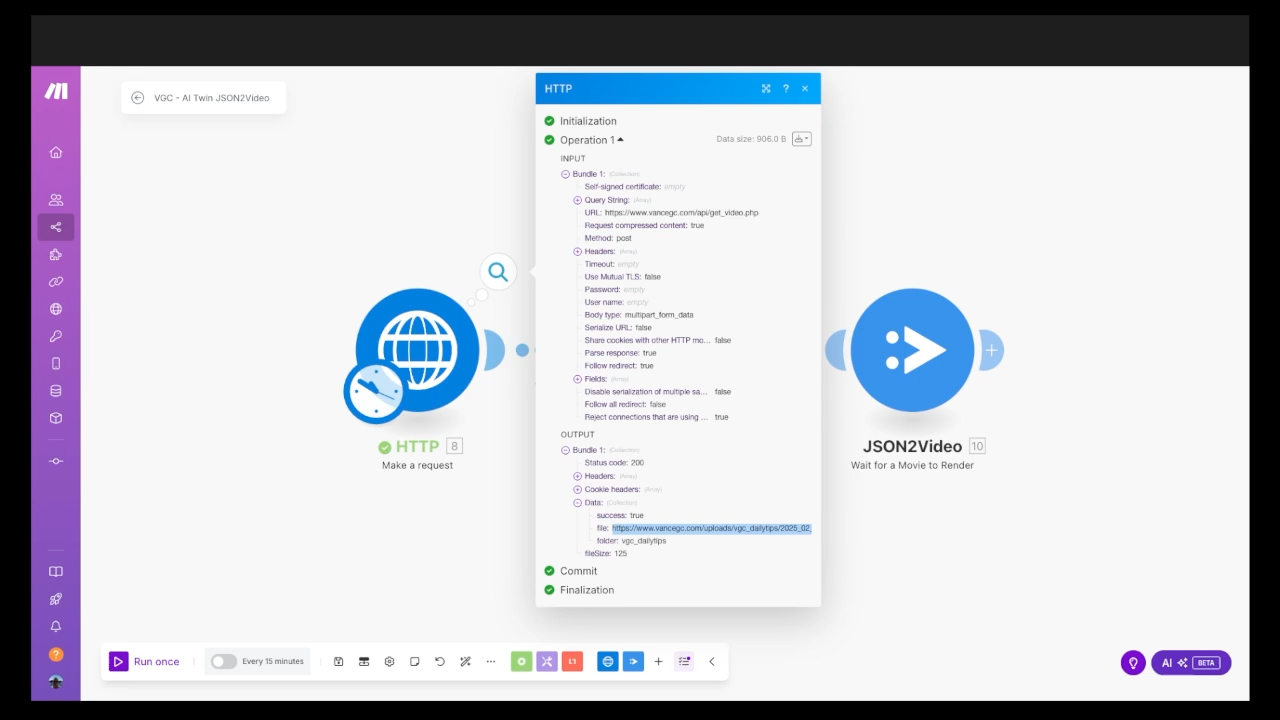 VGC - AI Twin JSON2Video
HTTP
?
Initialization
Operation 1
Data size: 906.0 B
INPUT
Bundle 1: (Collection)
Self-signed certificate: empty
Query String: (Array)
URL: https://www.vancegc.com/api/get_video.php
Request compressed content: true
Method: post
Headers: (Array)
Timeout: empty
Use Mutual TLS: false
Password: empty
User name: empty
Body type: multipart_form_data
Serialize URL: false
Share cookies with other HTTP mo... false
Parse response: true
Follow redirect: true
Fields: (Array)
Disable serialization of multiple sa... false
Follow all redirect: false
Reject connections that are using ... true
OUTPUT
Bundle 1: (Collection)
Status code: 200
Headers: (Array)
Cookie headers: (Array)
Data: (Collection)
success: true
file: https://www.vancegc.com/uploads/vgc_dailytips/2025_02_
folder: vgc_dailytips
fileSize: 125
Commit
Finalization
HTTP 8
Make a request
JSON2Video 10
Wait for a Movie to Render
Run once
Every 15 minutes
AI BETA
?